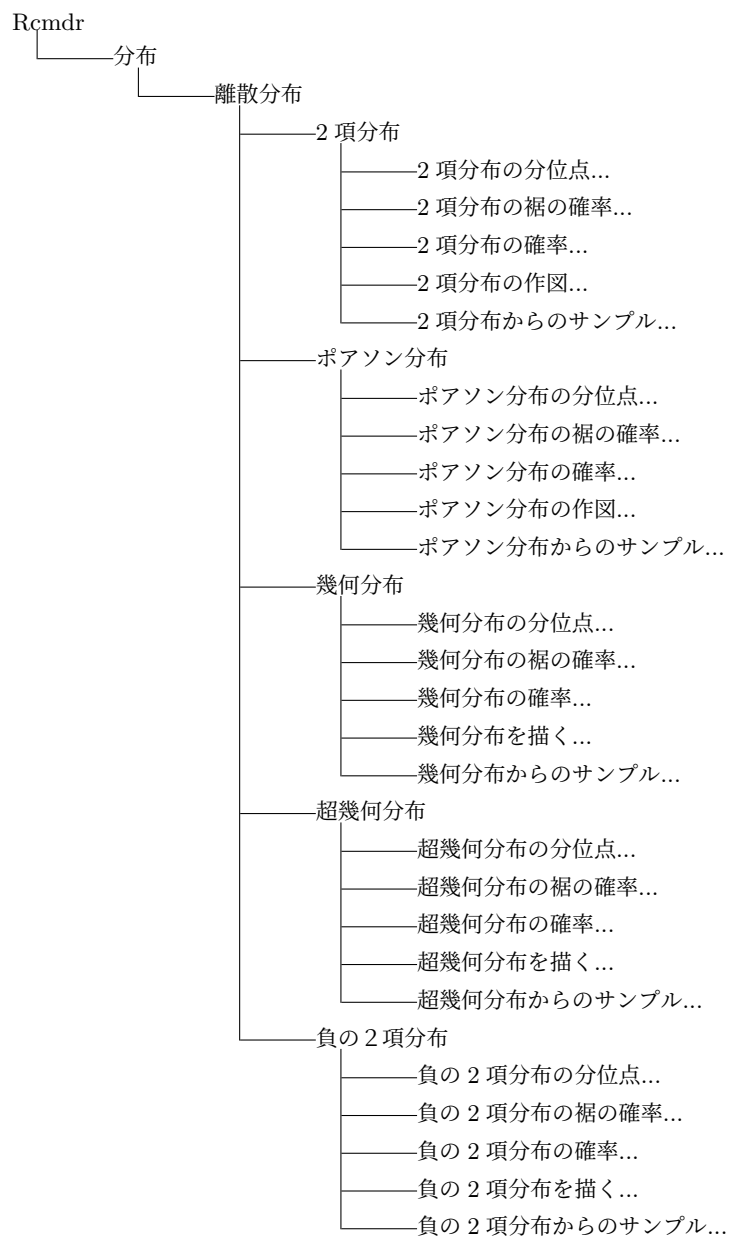 Rcmdr
分布
離散分布
2 項分布
2 項分布の分位点...
2 項分布の裾の確率...
2 項分布の確率...
2 項分布の作図...
2 項分布からのサンプル...
ポアソン分布
ポアソン分布の分位点...
ポアソン分布の裾の確率...
ポアソン分布の確率...
ポアソン分布の作図...
ポアソン分布からのサンプル...
幾何分布
幾何分布の分位点...
幾何分布の裾の確率...
幾何分布の確率...
幾何分布を描く...
幾何分布からのサンプル...
超幾何分布
超幾何分布の分位点...
超幾何分布の裾の確率...
超幾何分布の確率...
超幾何分布を描く...
超幾何分布からのサンプル...
負の２項分布
負の 2 項分布の分位点...
負の 2 項分布の裾の確率...
負の 2 項分布の確率...
負の 2 項分布を描く...
負の 2 項分布からのサンプル...